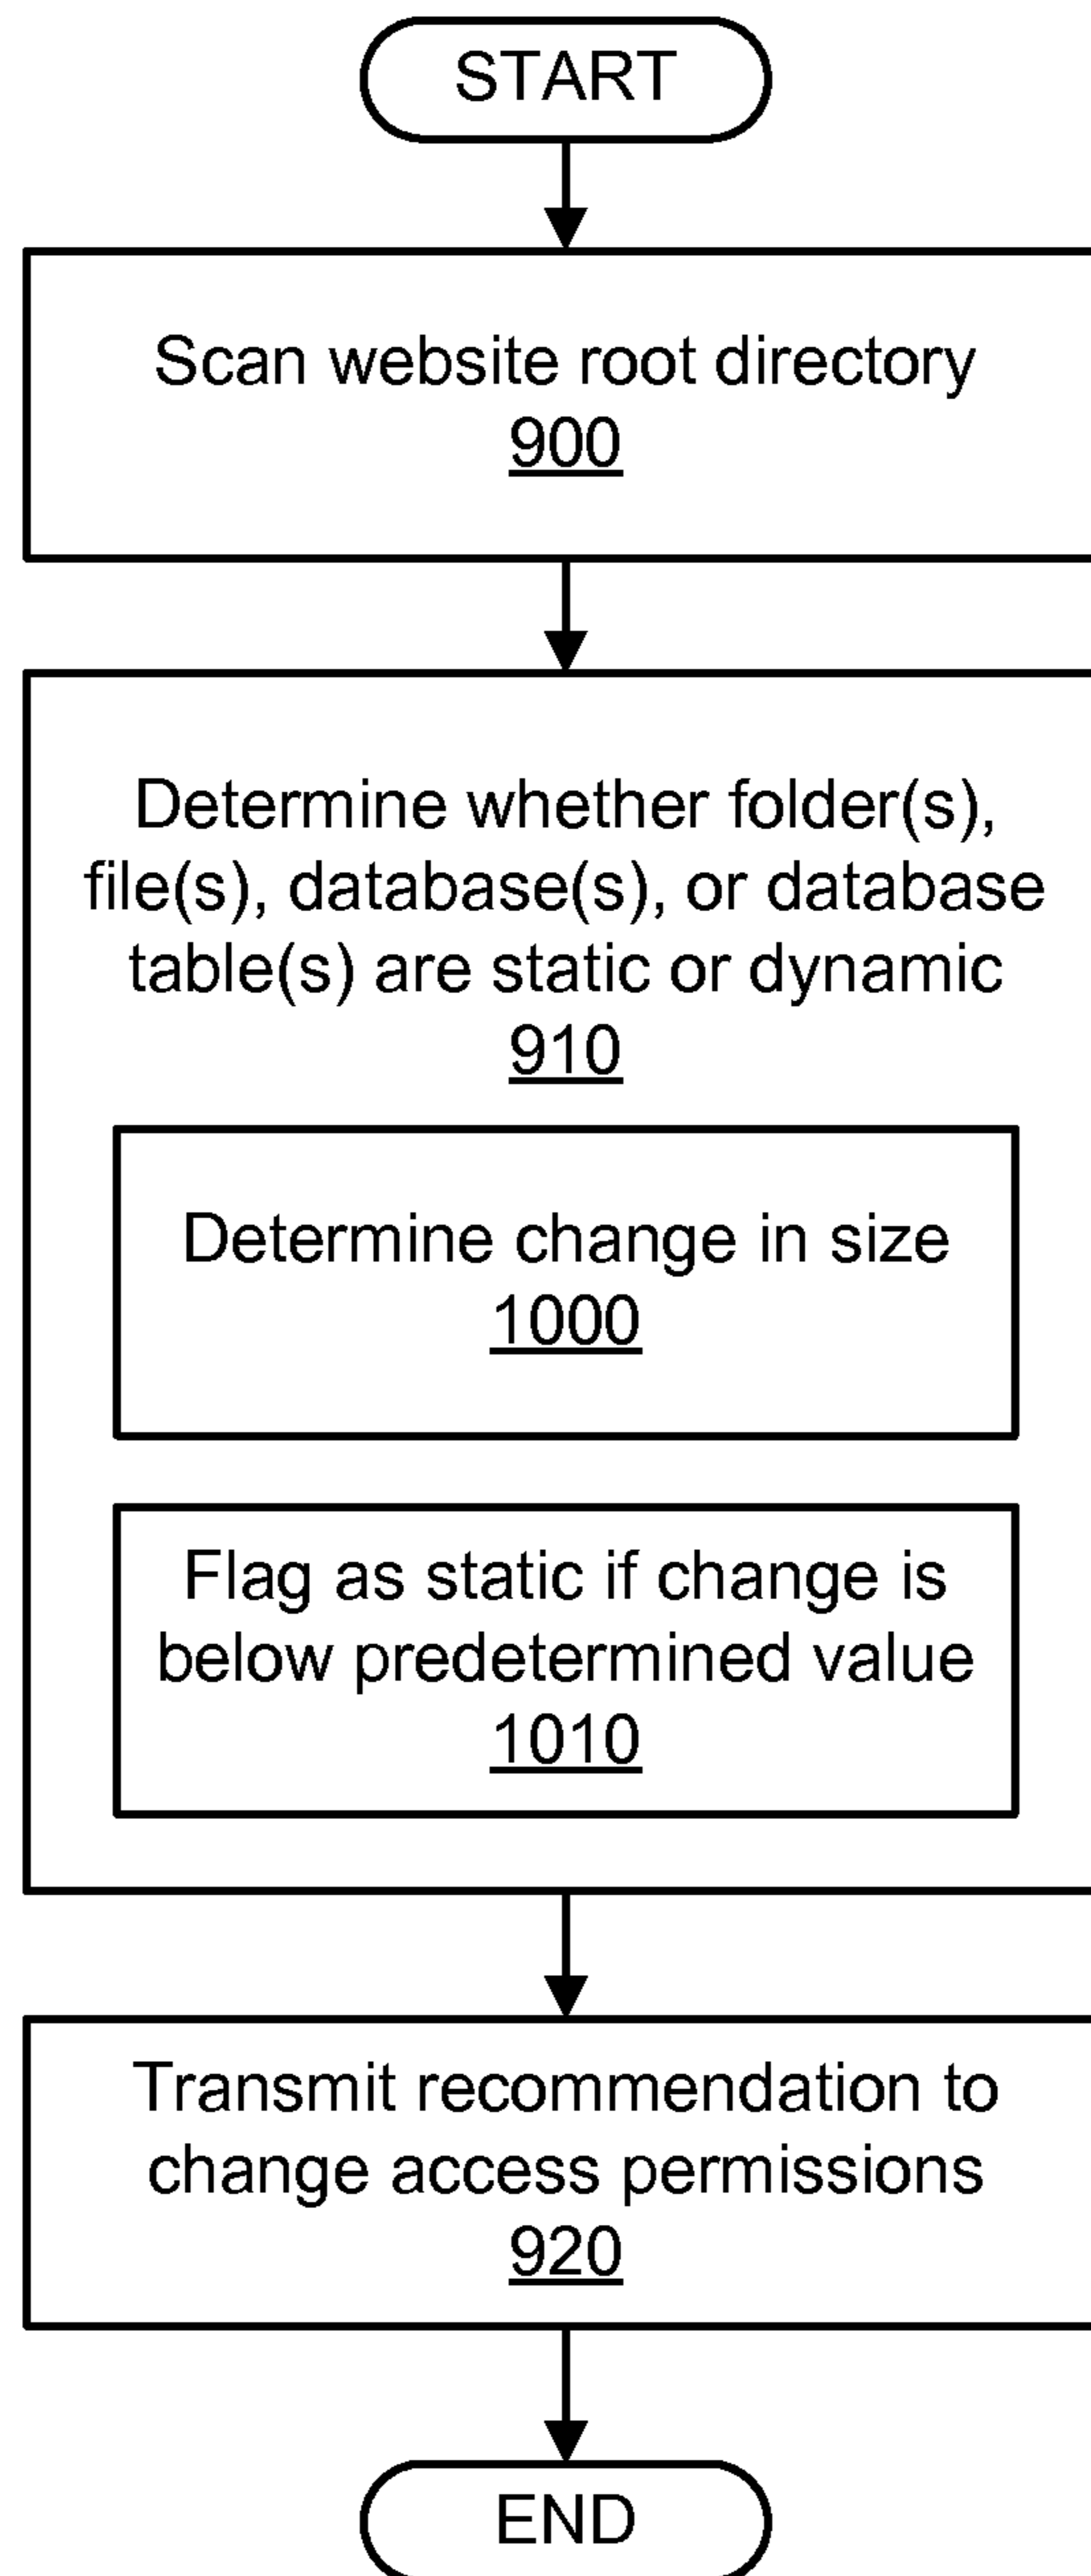 START
Scan website root directory
900
Determine whether folder(s),
file(s), database(s), or database
table(s) are static or dynamic
910
Determine change in size
1000
Flag as static if change is
below predetermined value
1010
Transmit recommendation to
change access permissions
920
END